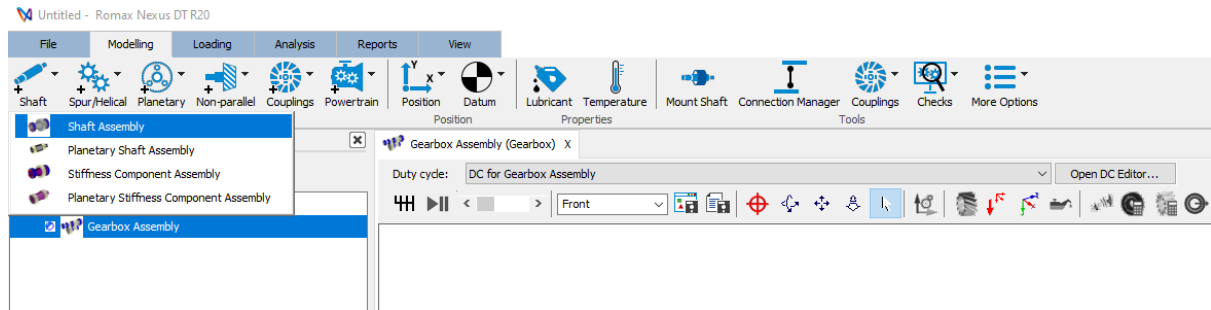 Untitled - Romax Nexus DT R20
File Modelling Loading Analysis Reports View
Shaft Spur/Helical Planetary Non-parallel Couplings Powertrain Position Datum Lubricant Temperature Mount Shaft Connection Manager Couplings Checks More Options
Position Properties Tools
Shaft Assembly
Planetary Shaft Assembly
Stiffness Component Assembly
Planetary Stiffness Component Assembly
Gearbox Assembly
Gearbox Assembly (Gearbox) X
Duty cycle: DC for Gearbox Assembly Open DC Editor...
Front